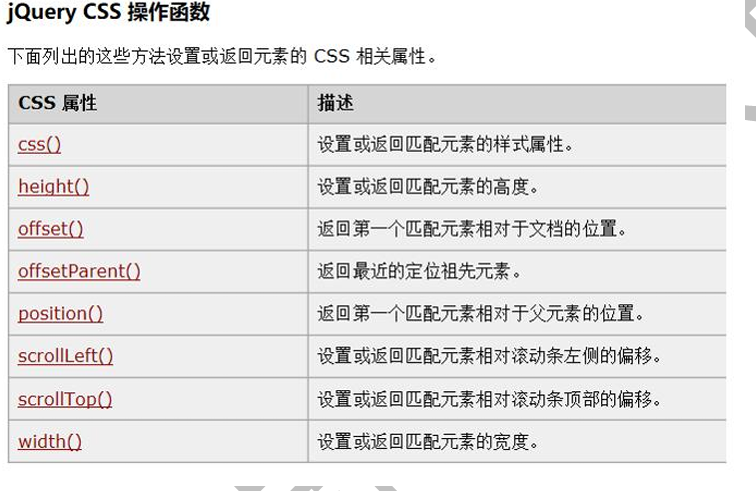 jQuery CSS 操作函数
下面列出的这些方法设置或返回元素的 CSS 相关属性。
CSS 属性 描述
css() 设置或返回匹配元素的样式属性。
height() 设置或返回匹配元素的高度。
offset() 返回第一个匹配元素相对于文档的位置。
offsetParent() 返回最近的定位祖先元素。
position() 返回第一个匹配元素相对于父元素的位置。
scrollLeft() 设置或返回匹配元素相对滚动条左侧的偏移。
scrollTop() 设置或返回匹配元素相对滚动条顶部的偏移。
width() 设置或返回匹配元素的宽度。